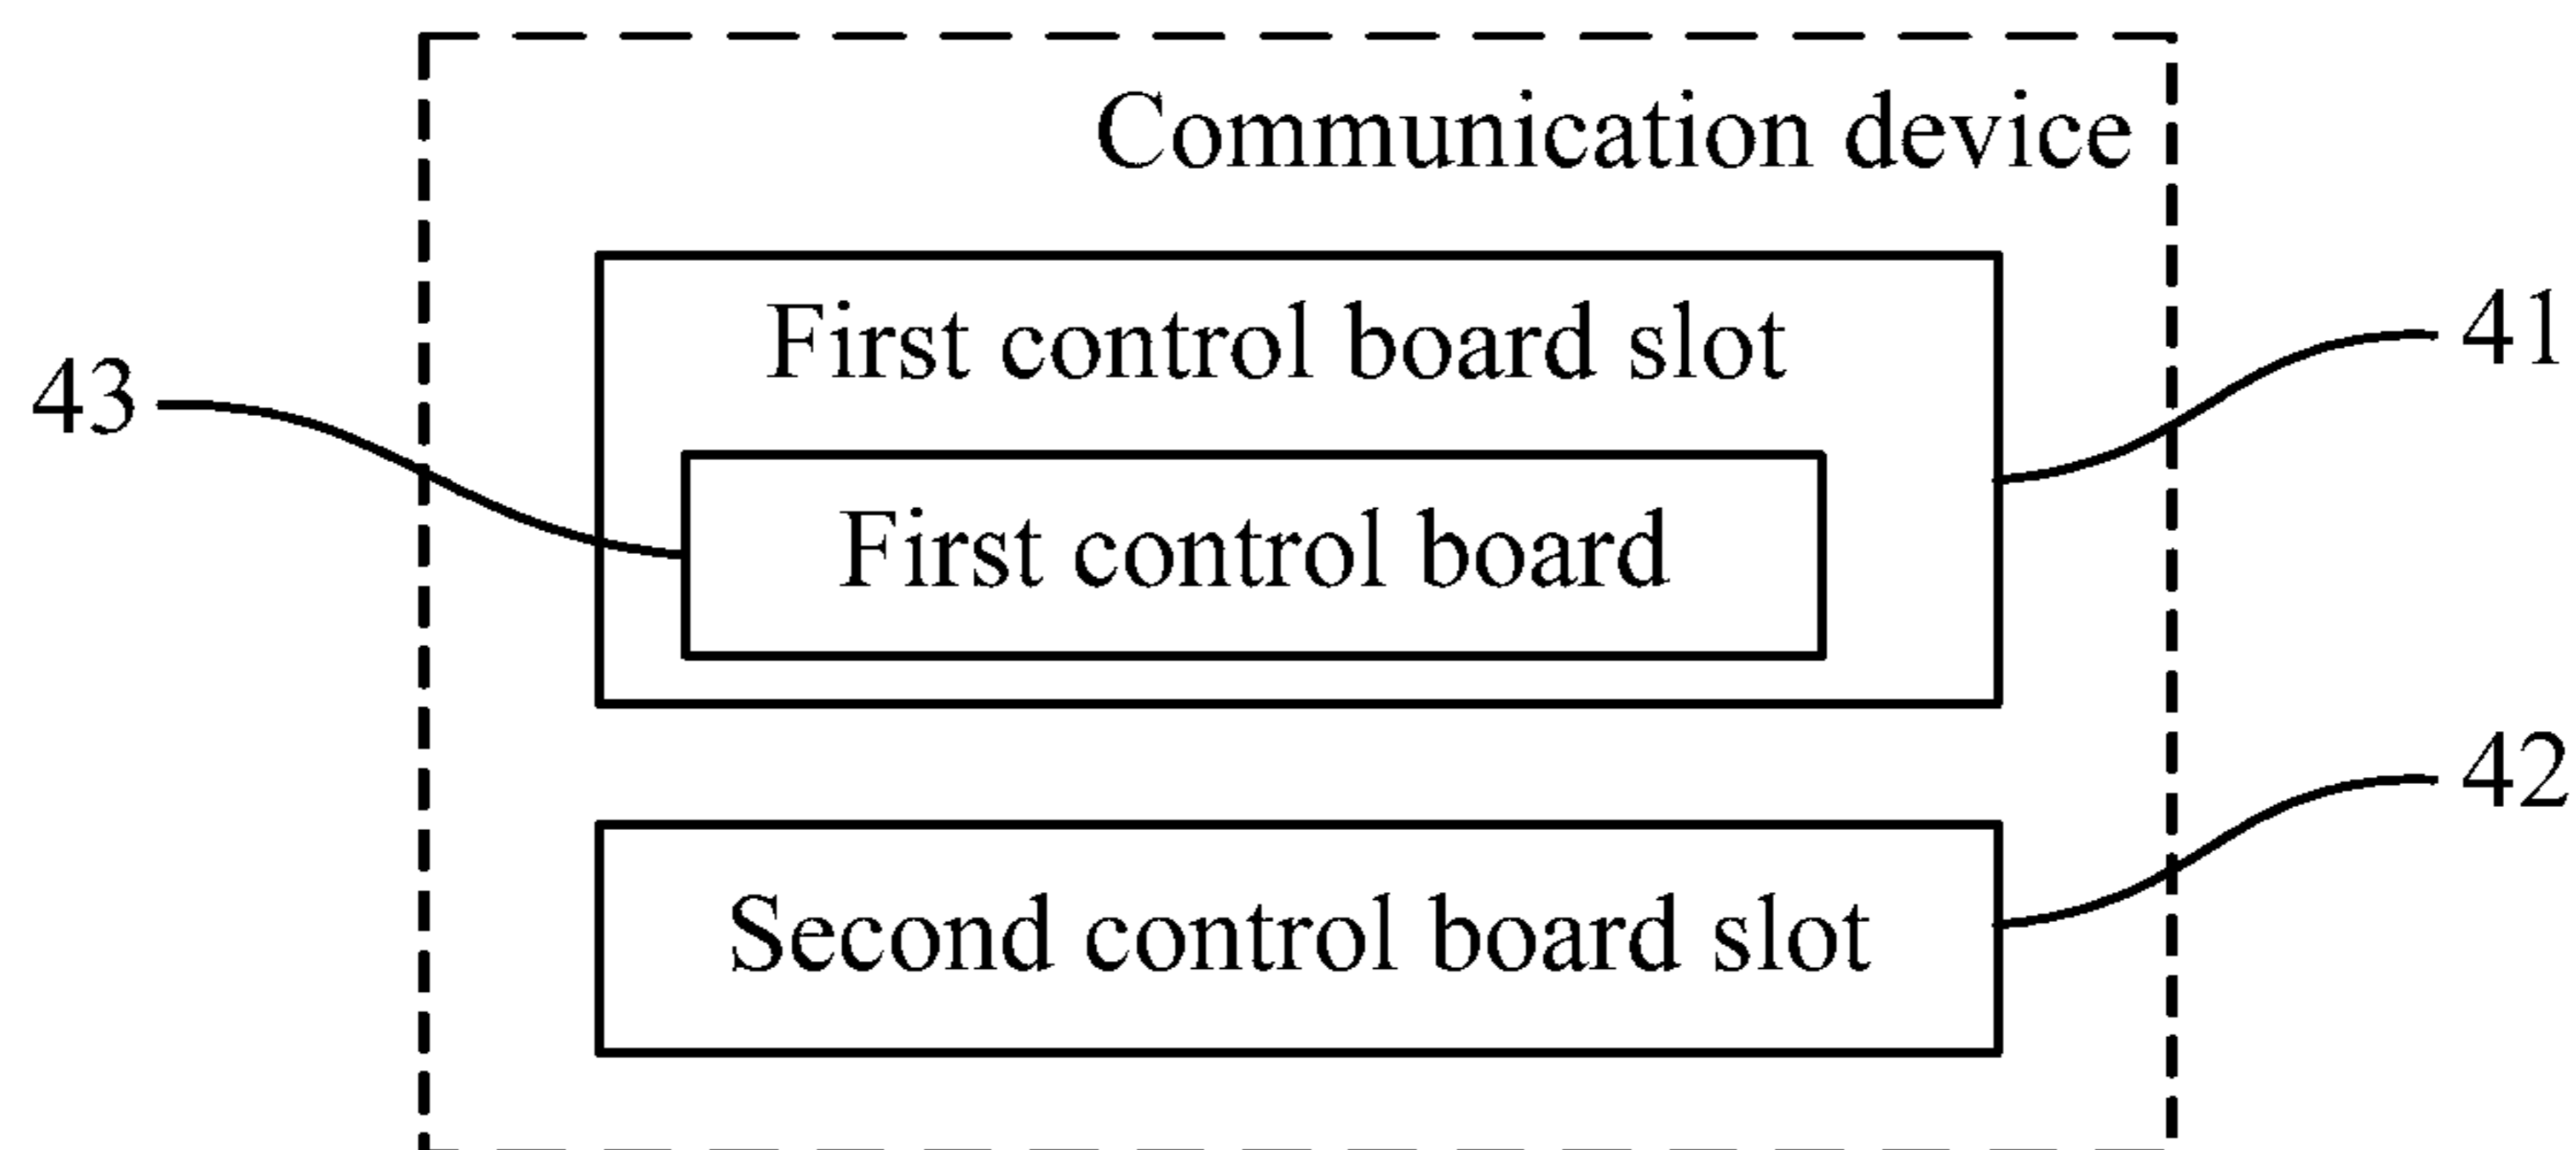 Communication device
First control board slot
41
43
First control board
42
Second control board slot